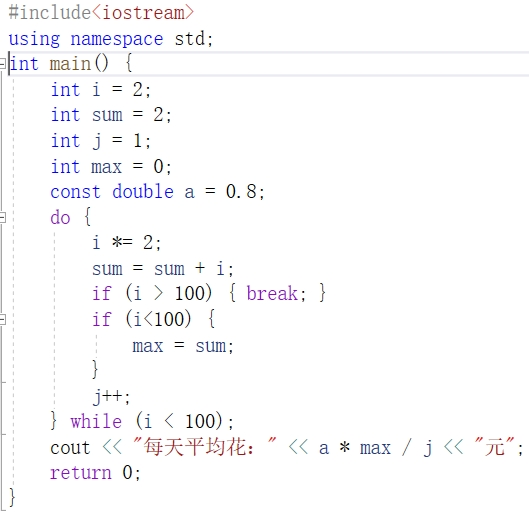 #include<iostream>
using namespace std;
int main() {
    int i = 2;
    int sum = 2;
    int j = 1;
    int max = 0;
    const double a = 0.8;
    do {
        i *= 2;
        sum = sum + i;
        if (i > 100) { break; }
        if (i<100) {
            max = sum;
        }
        j++;
    } while (i < 100);
    cout << "每天平均花：" << a * max / j << "元";
    return 0;
}